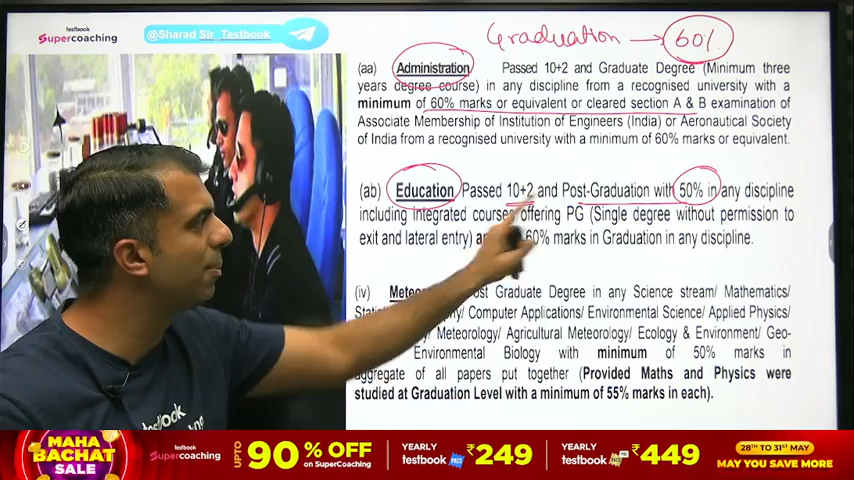 testbook
Supercoaching
@Sharad Sir_Testbook
Graduation → 60%
(aa) Administration Passed 10+2 and Graduate Degree (Minimum three
years degree course) in any discipline from a recognised university with a
minimum of 60% marks or equivalent or cleared section A & B examination of
Associate Membership of Institution of Engineers (India) or Aeronautical Society
of India from a recognised university with a minimum of 60% marks or equivalent.
(ab) Education Passed 10+2 and Post-Graduation with 50% in any discipline
including integrated courses offering PG (Single degree without permission to
exit and lateral entry) 60% marks in Graduation in any discipline.
(iv) Meteo Graduate Degree in any Science stream/ Mathematics/
Computer Applications/ Environmental Science/ Applied Physics/
Meteorology/ Agricultural Meteorology/ Ecology & Environment/ Geo-
Environmental Biology with minimum of 50% marks in
aggregate of all papers put together (Provided Maths and Physics were
studied at Graduation Level with a minimum of 55% marks in each).
testbook
MAHA
BACHAT
SALE
testbook
Supercoaching
UPTO 90% OFF
on SuperCoaching
YEARLY
testbook PASS
₹249
YEARLY
testbook PASS
₹449
28TH TO 31ST MAY
MAY YOU SAVE MORE